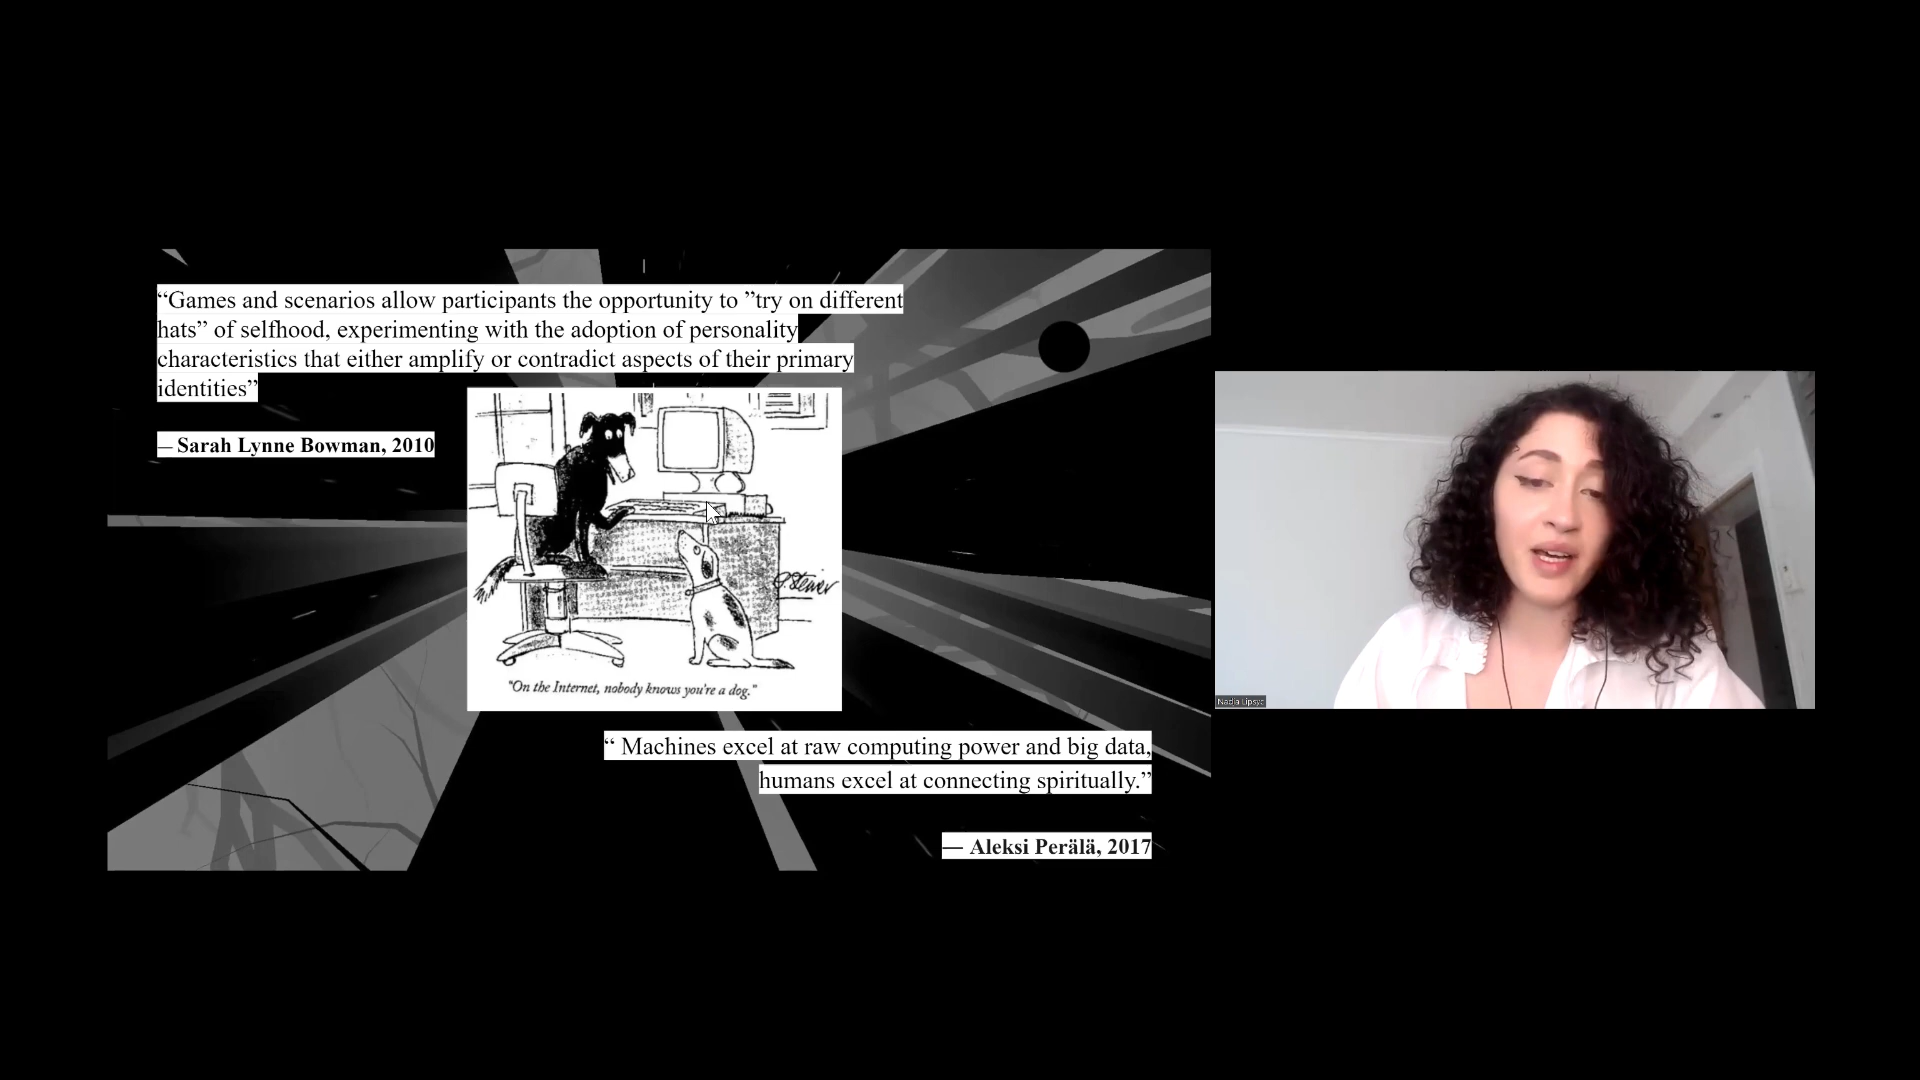 “Games and scenarios allow participants the opportunity to ”try on different
hats” of selfhood, experimenting with the adoption of personality
characteristics that either amplify or contradict aspects of their primary
identities”
— Sarah Lynne Bowman, 2010
P. Steiner
"On the Internet, nobody knows you're a dog."
“ Machines excel at raw computing power and big data,
humans excel at connecting spiritually.”
— Aleksi Perälä, 2017
Nadja Lipsyc